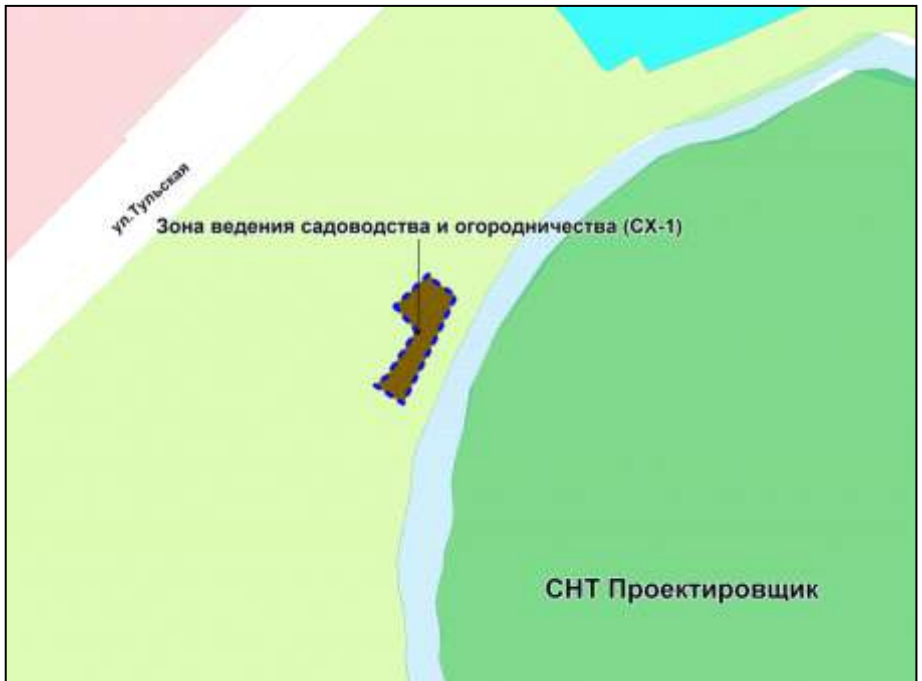 ул.Тульская
Зона ведения садоводства и огородничества (СХ-1)
СНТ Проектировщик